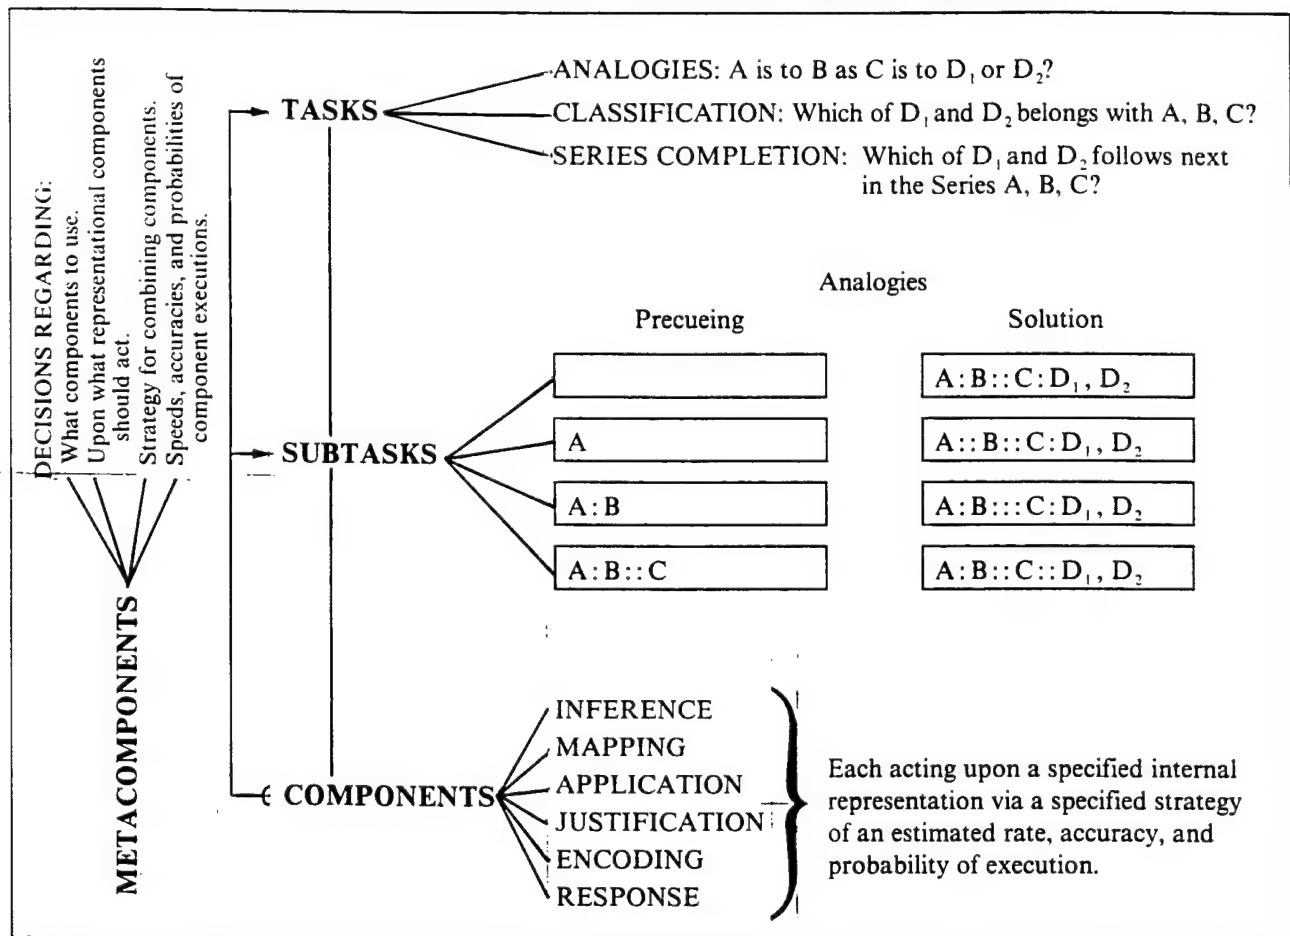 DECISIONS REGARDING:
What components to use.
Upon what representational components
should act.
Strategy for combining components.
Speeds, accuracies, and probabilities of
component executions.
METACOMPONENTS
TASKS
ANALOGIES: A is to B as C is to D₁ or D₂?
CLASSIFICATION: Which of D₁ and D₂ belongs with A, B, C?
SERIES COMPLETION: Which of D₁ and D₂ follows next
in the Series A, B, C?
Analogies
Precueing Solution
A:B::C:D₁, D₂
SUBTASKS
A A::B::C:D₁, D₂
A:B A:B:::C:D₁, D₂
A:B::C A:B::C::D₁, D₂
COMPONENTS
INFERENCE
MAPPING
APPLICATION
JUSTIFICATION
ENCODING
RESPONSE
Each acting upon a specified internal
representation via a specified strategy
of an estimated rate, accuracy, and
probability of execution.